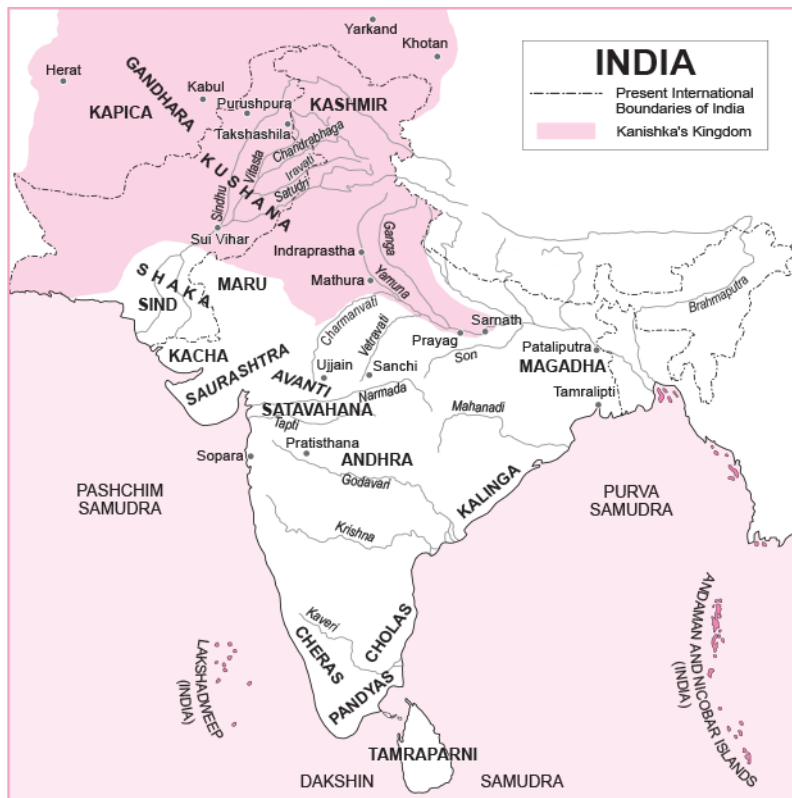 Yarkand
Khotan
Herat
INDIA
Present International
Boundaries of India
Kanishka's Kingdom
GANDHARA
Kabul
KAPICA
Purushpura
KASHMIR
Takshashila
Chandrabhaga
Vitasta
Iravati
Satudri
KUSHANA
Sindhu
Sui Vihar
Indraprastha
Ganga
Yamuna
Mathura
SHAKA
MARU
SIND
Charmanvati
Vetravati
Brahmaputra
Prayag
Sarnath
KACHA
Son
Pataliputra
MAGADHA
SAURASHTRA
AVANTI
Ujjain
Sanchi
Narmada
Tamralipti
SATAVAHANA
Tapti
Mahanadi
Sopara
Pratisthana
ANDHRA
Godavari
KALINGA
PASHCHIM
SAMUDRA
PURVA
SAMUDRA
Krishna
Kaveri
CHOLAS
CHERAS
PANDYAS
LAKSHADWEEP
(INDIA)
ANDAMAN AND NICOBAR ISLANDS
(INDIA)
TAMRAPARNI
DAKSHIN SAMUDRA